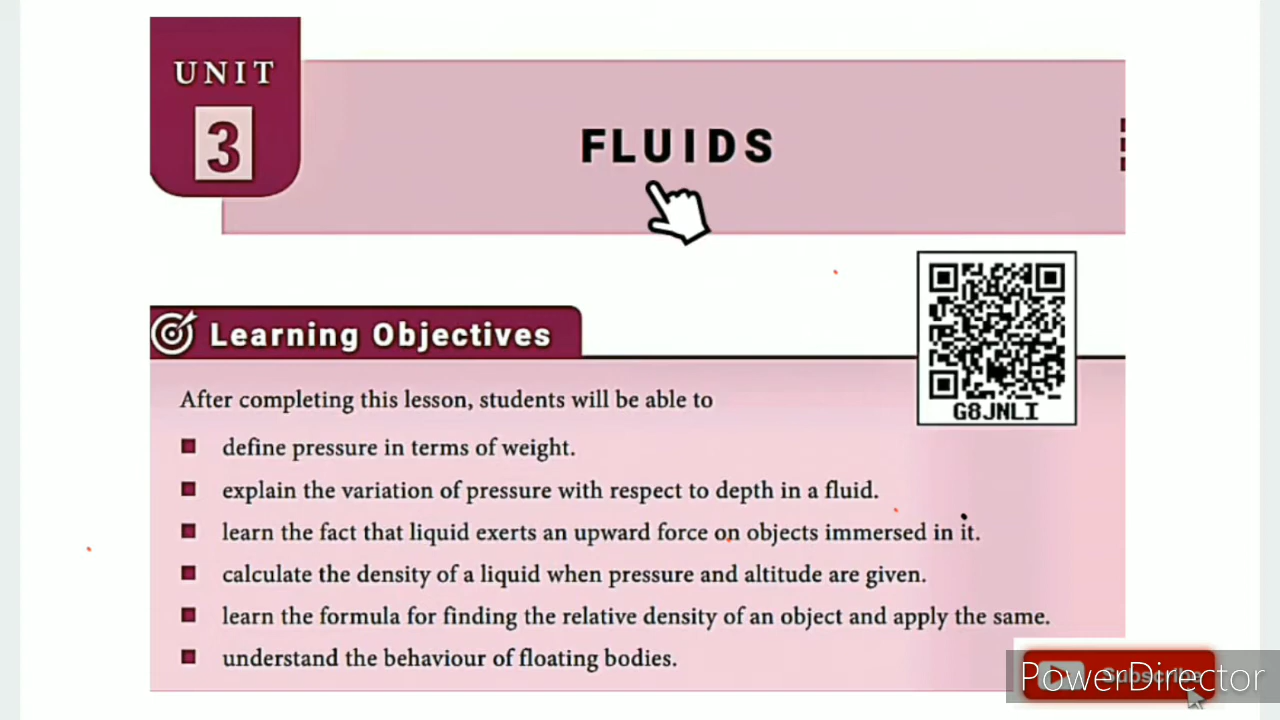 UNIT
3
FLUIDS
G8JNLI
Learning Objectives
After completing this lesson, students will be able to
define pressure in terms of weight.
explain the variation of pressure with respect to depth in a fluid.
learn the fact that liquid exerts an upward force on objects immersed in it.
calculate the density of a liquid when pressure and altitude are given.
learn the formula for finding the relative density of an object and apply the same.
understand the behaviour of floating bodies.
Subscribe
PowerDirector